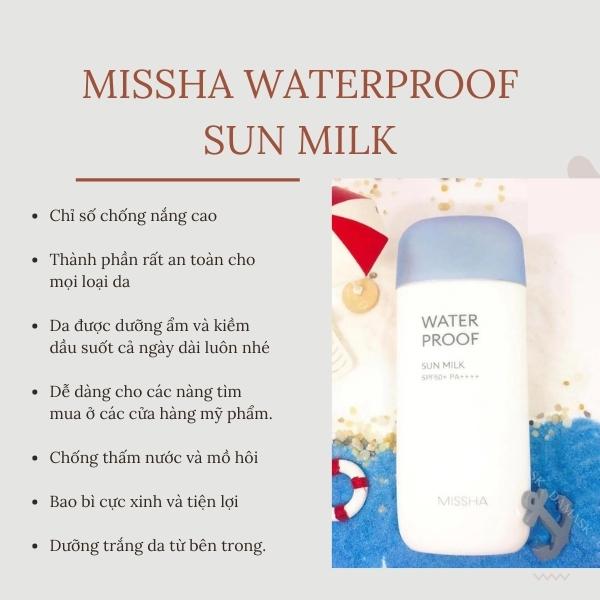 MISSHA WATERPROOF
SUN MILK
• Chỉ số chống nắng cao
• Thành phần rất an toàn cho
mọi loại da
• Da được dưỡng ẩm và kiềm
dầu suốt cả ngày dài luôn nhé
• Dễ dàng cho các nàng tìm
mua ở các cửa hàng mỹ phẩm.
• Chống thấm nước và mồ hôi
• Bao bì cực xinh và tiện lợi
• Dưỡng trắng da từ bên trong.
WATER
PROOF
SUN MILK
SPF50+ PA++++
MISSHA